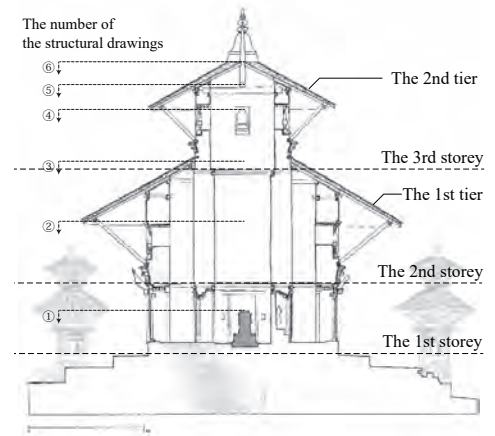 The number of
the structural drawings
⑥
⑤
The 2nd tier
④
③
The 3rd storey
The 1st tier
②
The 2nd storey
①
The 1st storey